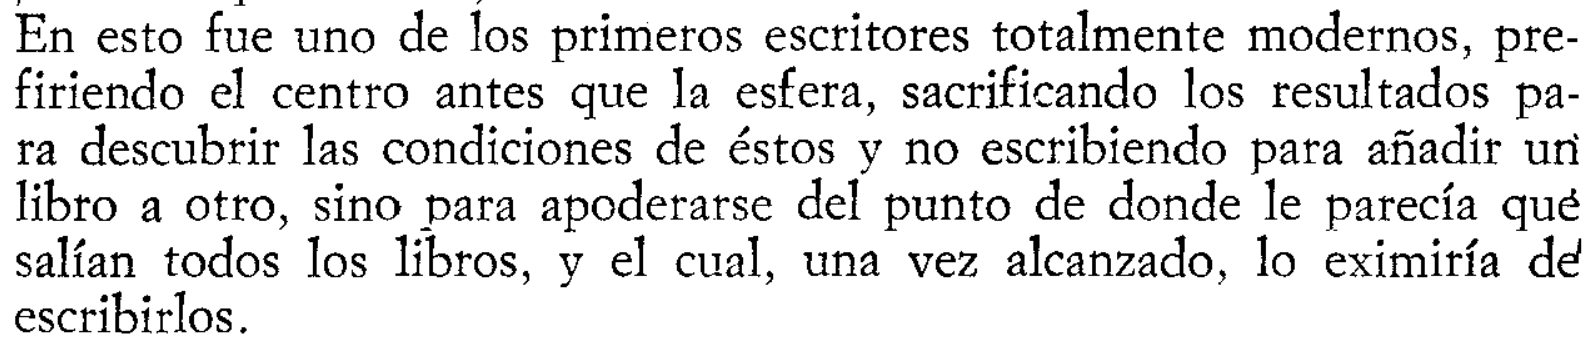 En esto fue uno de los primeros escritores totalmente modernos, pre-
firiendo el centro antes que la esfera, sacrificando los resultados pa-
ra descubrir las condiciones de éstos y no escribiendo para añadir un
libro a otro, sino para apoderarse del punto de donde le parecía que
salían todos los libros, y el cual, una vez alcanzado, lo eximiría de
escribirlos.